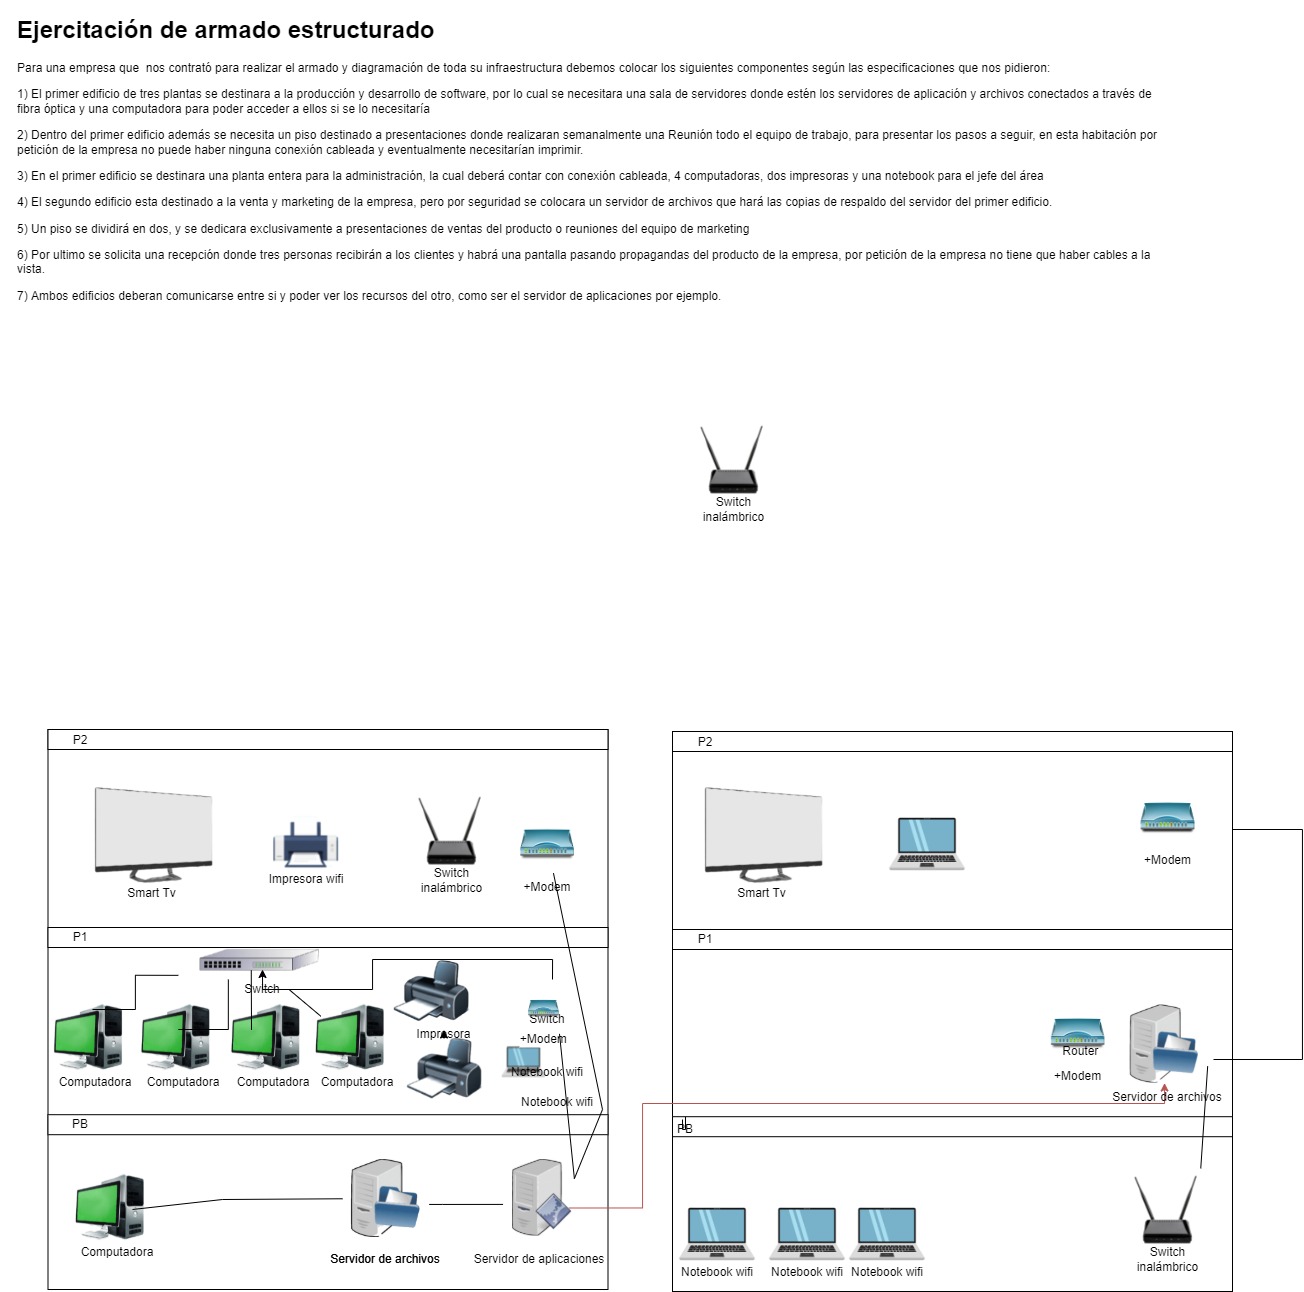 Ejercitación de armado estructurado
Para una empresa que  nos contrató para realizar el armado y diagramación de toda su infraestructura debemos colocar los siguientes componentes según las especificaciones que nos pidieron:
1) El primer edificio de tres plantas se destinara a la producción y desarrollo de software, por lo cual se necesitara una sala de servidores donde estén los servidores de aplicación y archivos conectados a través de
fibra óptica y una computadora para poder acceder a ellos si se lo necesitaría
2) Dentro del primer edificio además se necesita un piso destinado a presentaciones donde realizaran semanalmente una Reunión todo el equipo de trabajo, para presentar los pasos a seguir, en esta habitación por
petición de la empresa no puede haber ninguna conexión cableada y eventualmente necesitarían imprimir.
3) En el primer edificio se destinara una planta entera para la administración, la cual deberá contar con conexión cableada, 4 computadoras, dos impresoras y una notebook para el jefe del área
4) El segundo edificio esta destinado a la venta y marketing de la empresa, pero por seguridad se colocara un servidor de archivos que hará las copias de respaldo del servidor del primer edificio.
5) Un piso se dividirá en dos, y se dedicara exclusivamente a presentaciones de ventas del producto o reuniones del equipo de marketing
6) Por ultimo se solicita una recepción donde tres personas recibirán a los clientes y habrá una pantalla pasando propagandas del producto de la empresa, por petición de la empresa no tiene que haber cables a la
vista.
7) Ambos edificios deberan comunicarse entre si y poder ver los recursos del otro, como ser el servidor de aplicaciones por ejemplo.
Switch
inalámbrico
P2
Smart Tv
Impresora wifi
Switch
inalámbrico
+Modem
P1
Switch
Computadora
Computadora
Computadora
Computadora
Impresora
Switch
+Modem
Notebook wifi
Notebook wifi
PB
Computadora
Servidor de archivos
Servidor de aplicaciones
P2
Smart Tv
+Modem
P1
Router
+Modem
Servidor de archivos
PB
Notebook wifi
Notebook wifi
Notebook wifi
Switch
inalámbrico